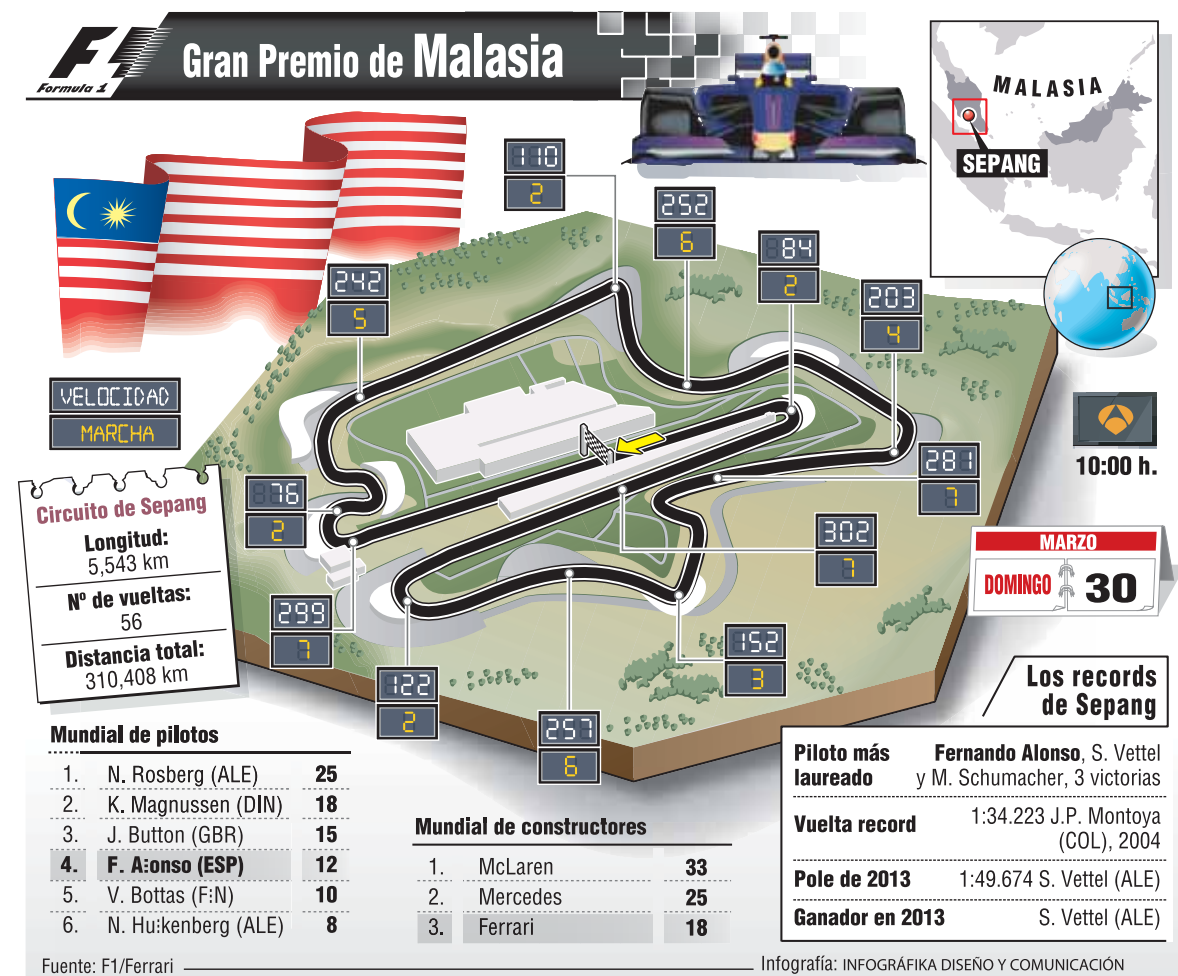 F1
Formula 1
Gran Premio de Malasia
MALASIA
SEPANG
110
2
252
6
84
2
242
5
203
4
VELOCIDAD
MARCHA
10:00 h.
281
7
76
2
302
7
Circuito de Sepang
Longitud:
5,543 km
Nº de vueltas:
56
Distancia total:
310,408 km
MARZO
DOMINGO 30
299
7
152
3
122
2
257
6
Los records
de Sepang
Piloto más laureado Fernando Alonso, S. Vettel
y M. Schumacher, 3 victorias
Vuelta record 1:34.223 J.P. Montoya
(COL), 2004
Pole de 2013 1:49.674 S. Vettel (ALE)
Ganador en 2013 S. Vettel (ALE)
Mundial de pilotos
1. N. Rosberg (ALE) 25
2. K. Magnussen (DIN) 18
3. J. Button (GBR) 15
4. F. A:onso (ESP) 12
5. V. Bottas (F:N) 10
6. N. Hu:kenberg (ALE) 8
Mundial de constructores
1. McLaren 33
2. Mercedes 25
3. Ferrari 18
Fuente: F1/Ferrari
Infografía: INFOGRÁFIKA DISEÑO Y COMUNICACIÓN